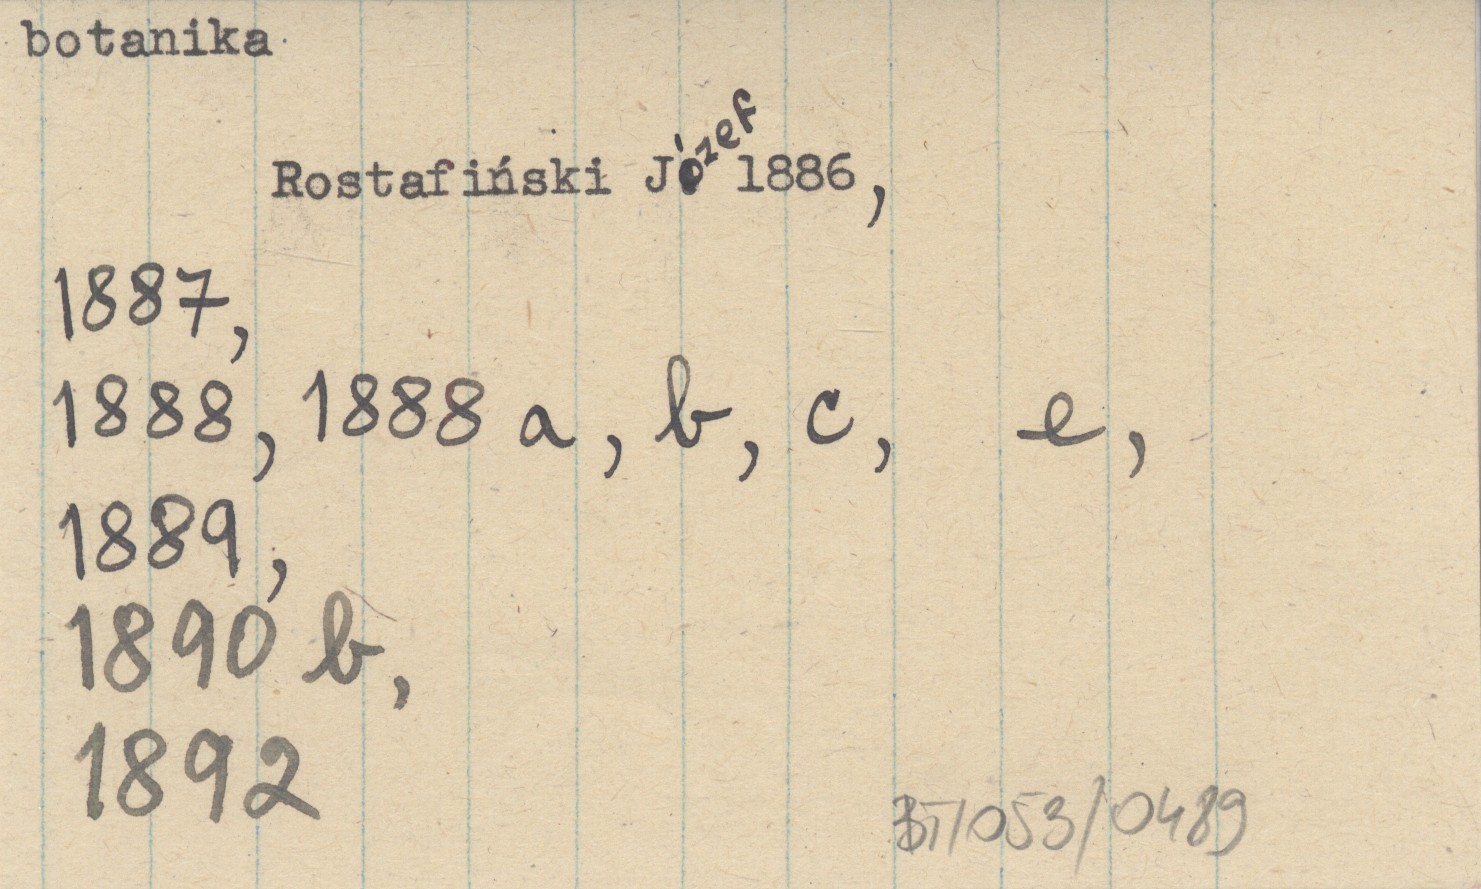 botanika
Rostafiński Józef 1886,
1887,
1888, 1888 a, b, c, e,
1889,
1890 b,
1892
BT/053/0489